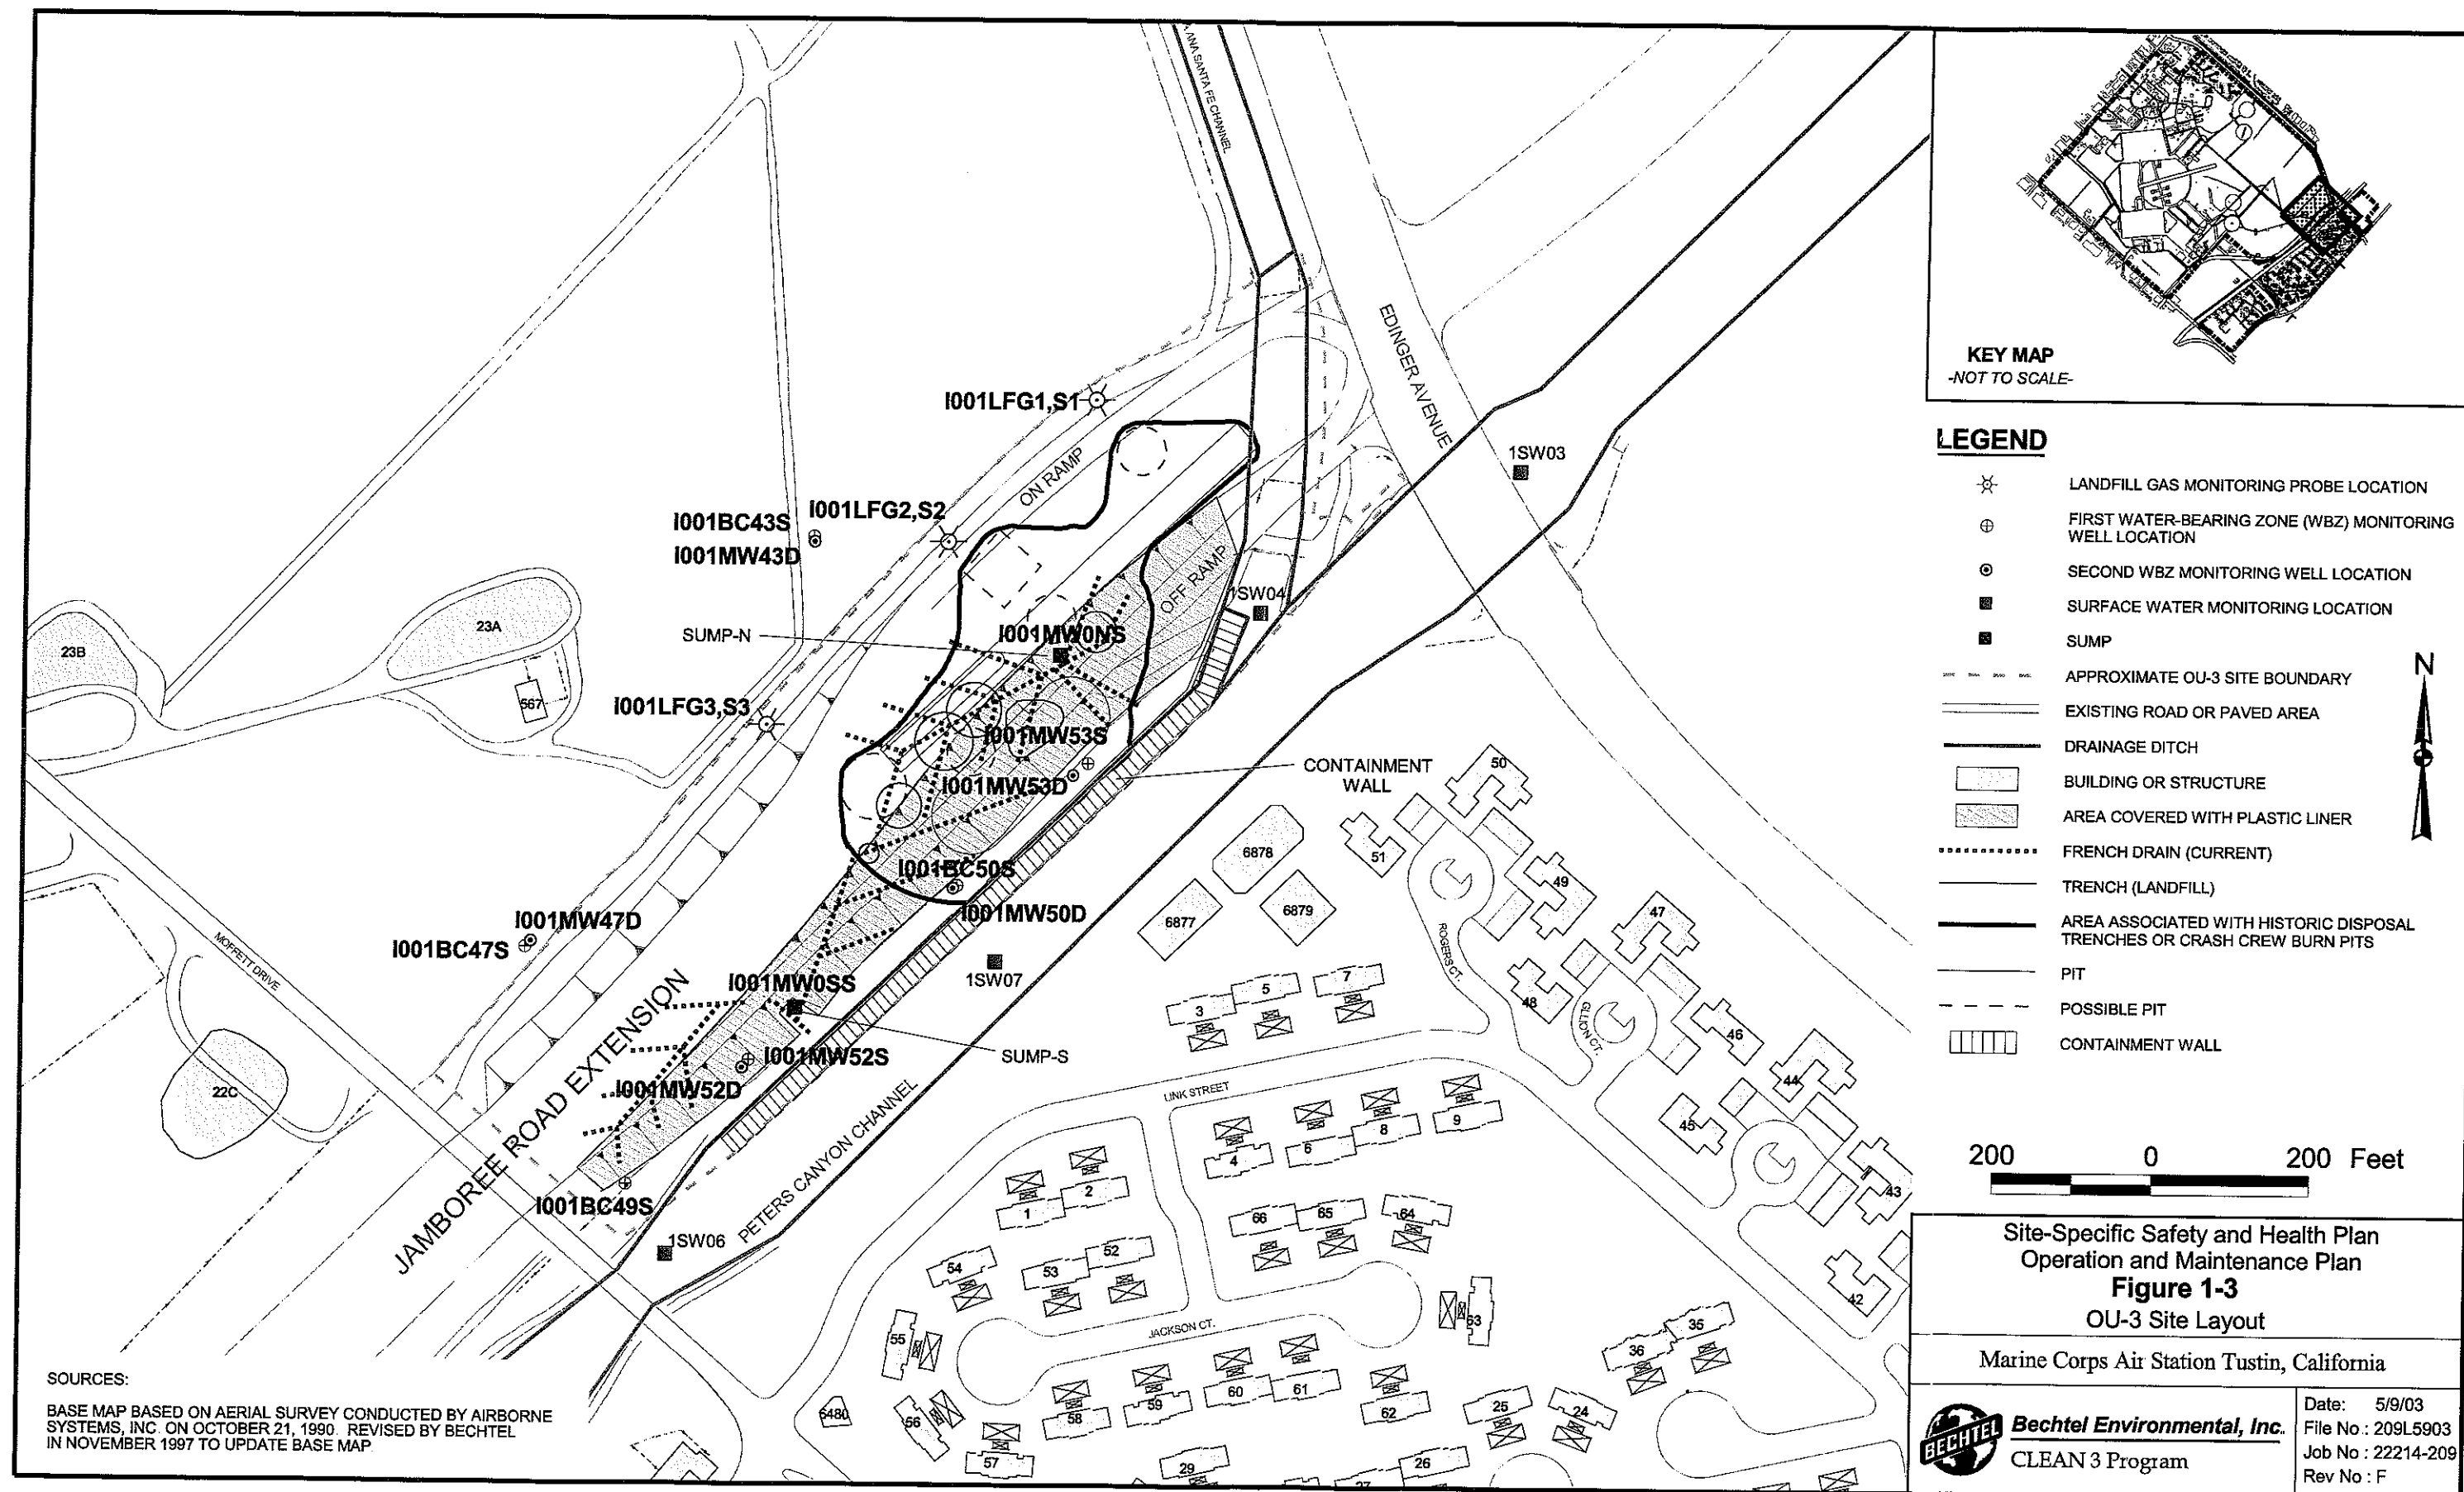 ANA SANTA FE CHANNEL
EDINGER AVENUE
I001LFG1,S1
ON RAMP
1SW03
I001BC43S
I001LFG2,S2
I001MW43D
OFF RAMP
1SW04
23A
23B
567
SUMP-N
I001MW0NS
I001LFG3,S3
I001MW53S
I001MW53D
CONTAINMENT
WALL
I001BC50S
I001MW50D
I001MW47D
I001BC47S
MOFFETT DRIVE
I001MW0SS
1SW07
SUMP-S
I001MW52S
I001MW52D
22C
JAMBOREE ROAD EXTENSION
I001BC49S
1SW06
PETERS CANYON CHANNEL
50
51
6878
6877
6879
49
47
ROGERS CT.
48
GILLION CT.
46
44
45
43
42
3
5
7
LINK STREET
4
6
8
9
1
2
66
65
64
54
53
52
63
55
JACKSON CT.
56
6480
57
58
59
60
61
62
25
24
36
35
29
27
26
SOURCES:
BASE MAP BASED ON AERIAL SURVEY CONDUCTED BY AIRBORNE
SYSTEMS, INC. ON OCTOBER 21, 1990. REVISED BY BECHTEL
IN NOVEMBER 1997 TO UPDATE BASE MAP.
KEY MAP
-NOT TO SCALE-
LEGEND
LANDFILL GAS MONITORING PROBE LOCATION
FIRST WATER-BEARING ZONE (WBZ) MONITORING
WELL LOCATION
SECOND WBZ MONITORING WELL LOCATION
SURFACE WATER MONITORING LOCATION
SUMP
APPROXIMATE OU-3 SITE BOUNDARY
EXISTING ROAD OR PAVED AREA
DRAINAGE DITCH
BUILDING OR STRUCTURE
AREA COVERED WITH PLASTIC LINER
FRENCH DRAIN (CURRENT)
TRENCH (LANDFILL)
AREA ASSOCIATED WITH HISTORIC DISPOSAL
TRENCHES OR CRASH CREW BURN PITS
PIT
POSSIBLE PIT
CONTAINMENT WALL
N
200 0 200 Feet
Site-Specific Safety and Health Plan
Operation and Maintenance Plan
Figure 1-3
OU-3 Site Layout
Marine Corps Air Station Tustin, California
BECHTEL
Bechtel Environmental, Inc.
CLEAN 3 Program
Date: 5/9/03
File No.: 209L5903
Job No : 22214-209
Rev No : F